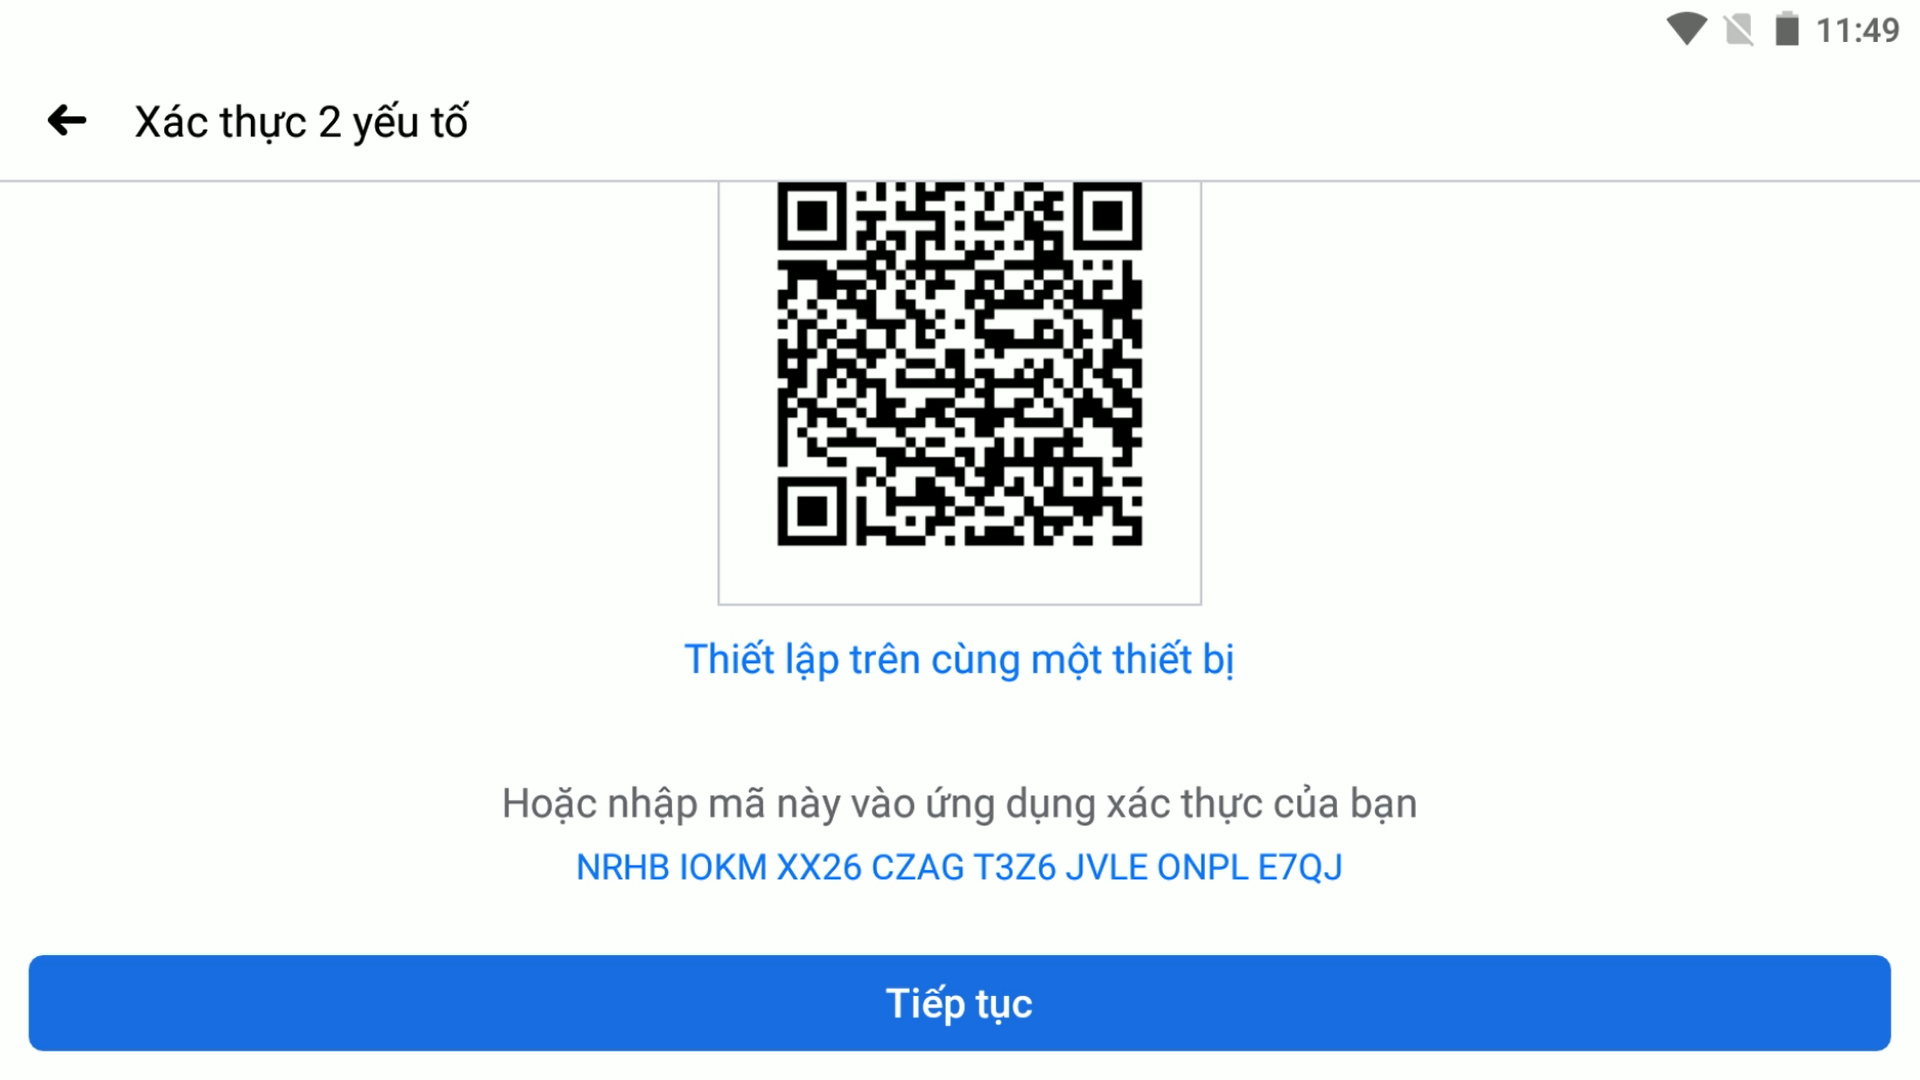 11:49
Xác thực 2 yếu tố
Thiết lập trên cùng một thiết bị
Hoặc nhập mã này vào ứng dụng xác thực của bạn
NRHB IOKM XX26 CZAG T3Z6 JVLE ONPL E7QJ
Tiếp tục